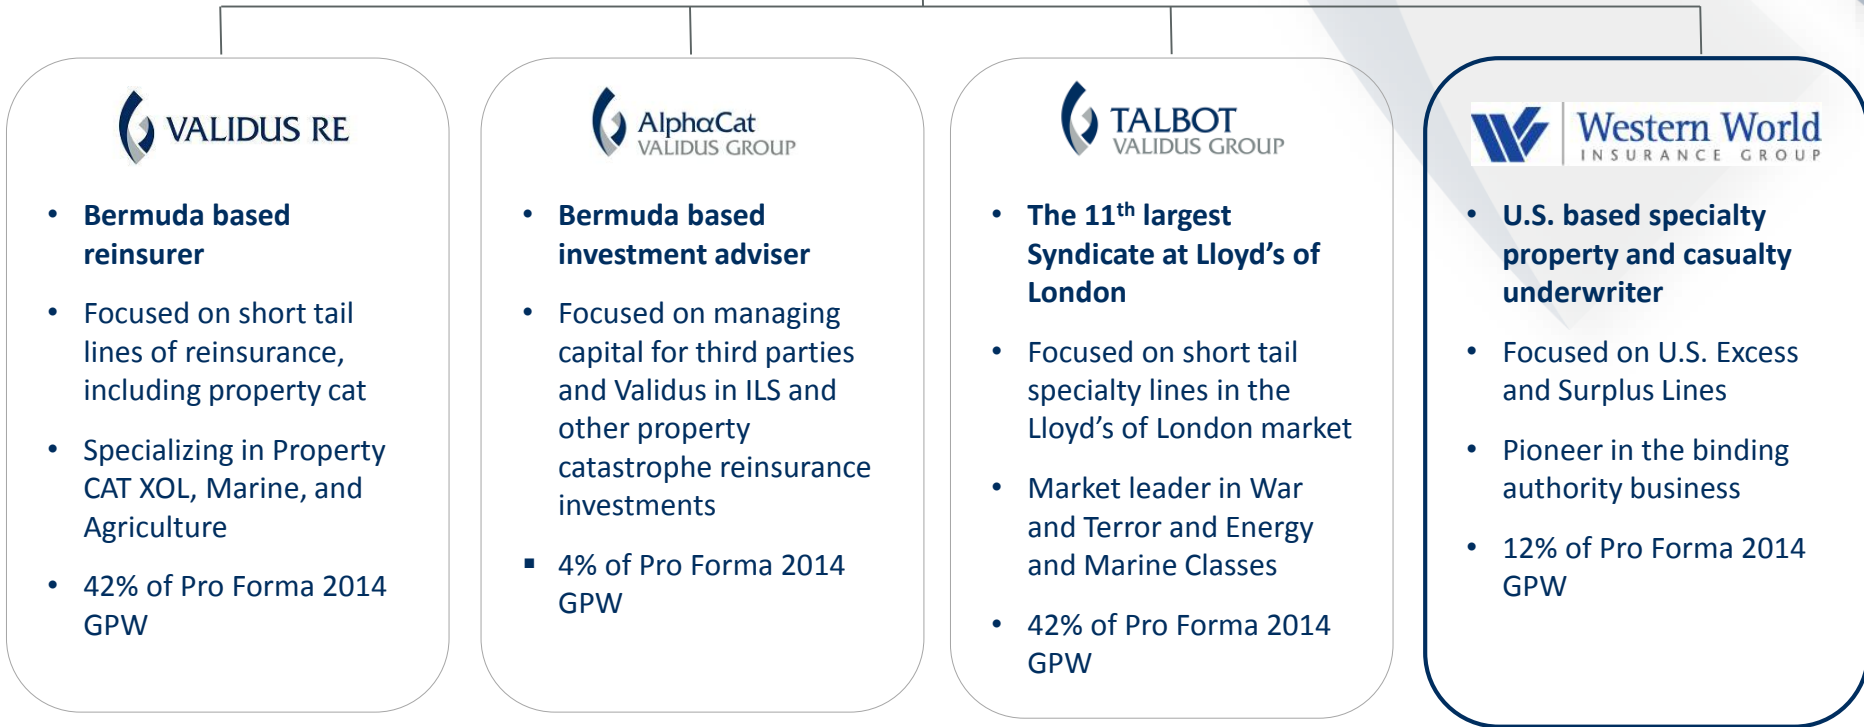 VALIDUS RE
• Bermuda based
reinsurer
• Focused on short tail
lines of reinsurance,
including property cat
• Specializing in Property
CAT XOL, Marine, and
Agriculture
• 42% of Pro Forma 2014
GPW
AlphαCat
VALIDUS GROUP
• Bermuda based
investment adviser
• Focused on managing
capital for third parties
and Validus in ILS and
other property
catastrophe reinsurance
investments
▪ 4% of Pro Forma 2014
GPW
TALBOT
VALIDUS GROUP
• The 11th largest
Syndicate at Lloyd’s of
London
• Focused on short tail
specialty lines in the
Lloyd’s of London market
• Market leader in War
and Terror and Energy
and Marine Classes
• 42% of Pro Forma 2014
GPW
Western World
INSURANCE GROUP
• U.S. based specialty
property and casualty
underwriter
• Focused on U.S. Excess
and Surplus Lines
• Pioneer in the binding
authority business
• 12% of Pro Forma 2014
GPW